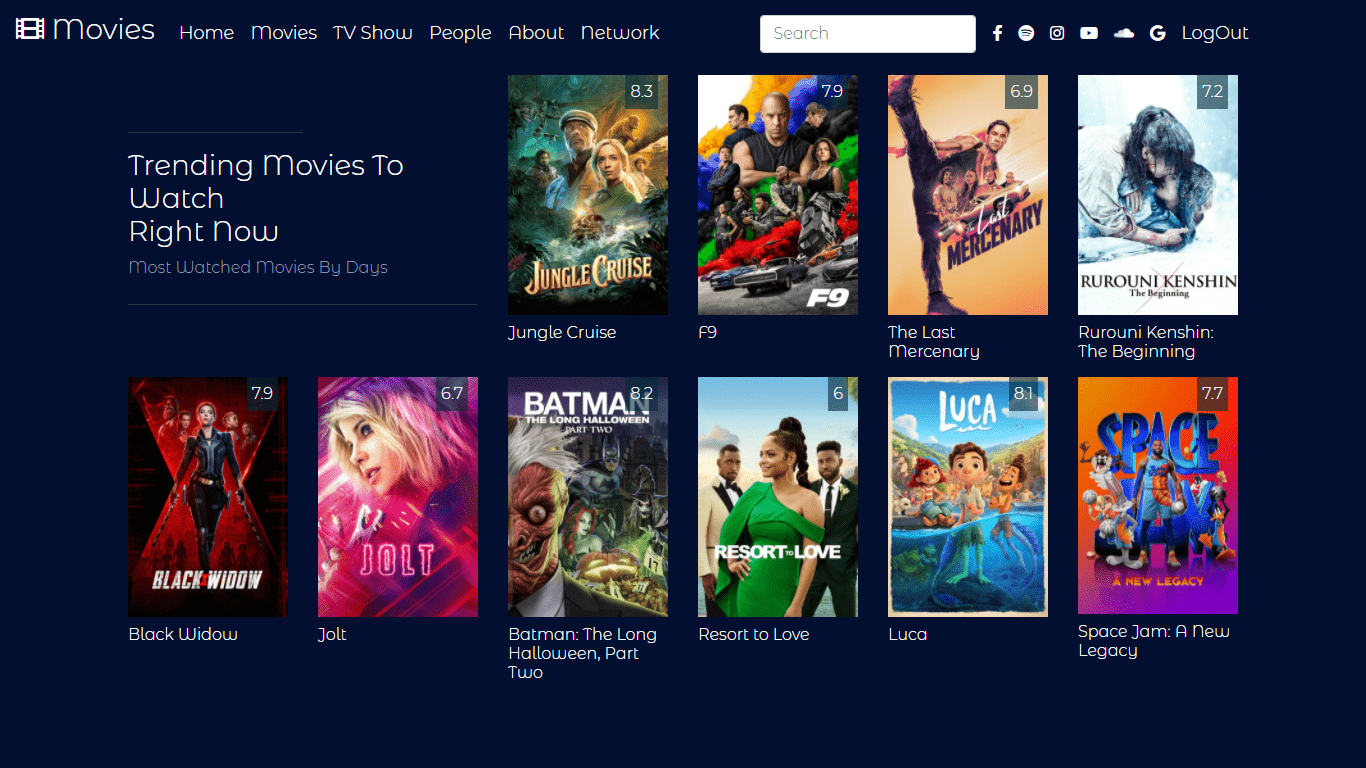 Movies Home Movies TV Show People About Network Search LogOut
Trending Movies To
Watch
Right Now
Most Watched Movies By Days
8.3
JUNGLE CRUISE
Jungle Cruise
7.9
F9
F9
6.9
The Last
MERCENARY
The Last
Mercenary
7.2
RUROUNI KENSHIN
The Beginning
Rurouni Kenshin:
The Beginning
7.9
BLACK WIDOW
Black Widow
6.7
JOLT
Jolt
8.2
BATMAN
THE LONG HALLOWEEN
PART TWO
Batman: The Long
Halloween, Part
Two
6
RESORT TO LOVE
Resort to Love
8.1
LUCA
Luca
7.7
SPACE
A NEW LEGACY
Space Jam: A New
Legacy